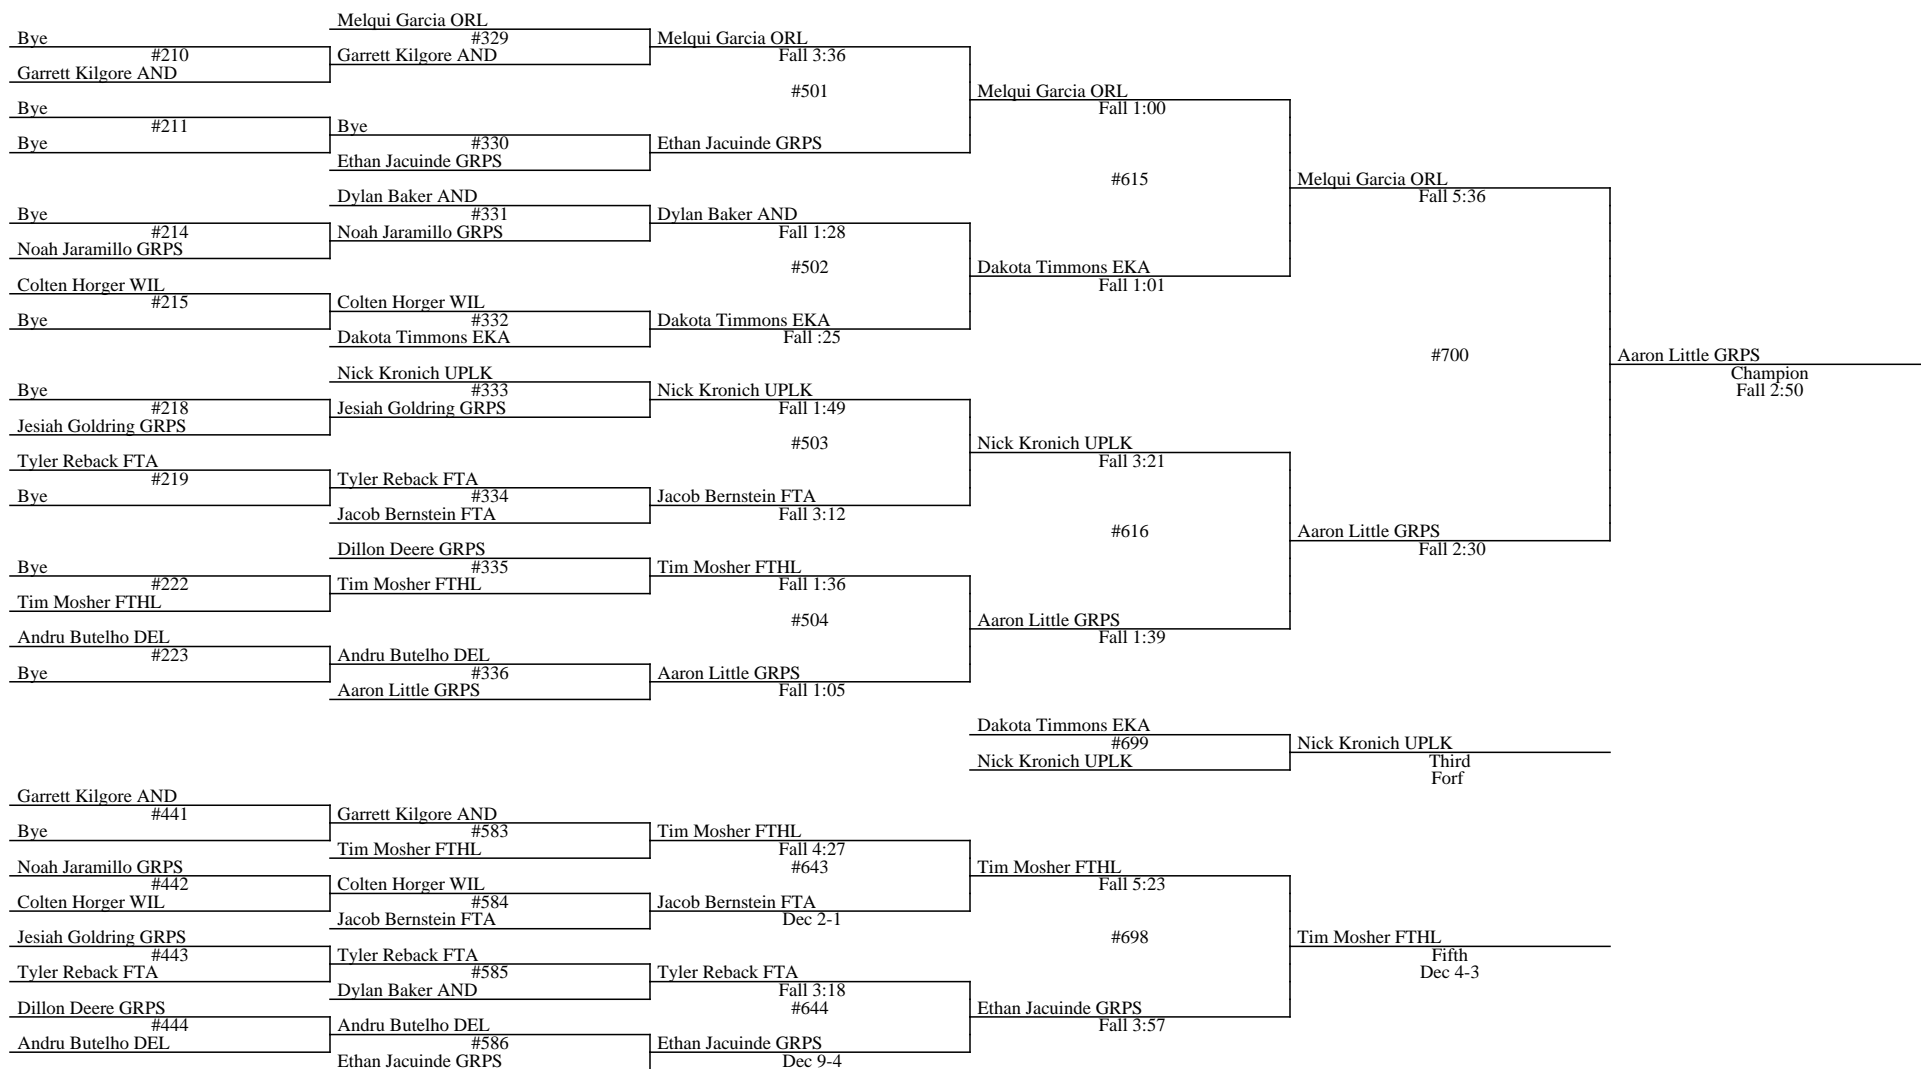 Melqui Garcia ORL
Bye
#329
Melqui Garcia ORL
#210
Garrett Kilgore AND
Fall 3:36
Garrett Kilgore AND
#501
Melqui Garcia ORL
Bye
Fall 1:00
#211
Bye
Bye
#330
Ethan Jacuinde GRPS
Ethan Jacuinde GRPS
#615
Melqui Garcia ORL
Dylan Baker AND
Fall 5:36
Bye
#331
Dylan Baker AND
#214
Noah Jaramillo GRPS
Fall 1:28
Noah Jaramillo GRPS
#502
Dakota Timmons EKA
Colten Horger WIL
Fall 1:01
#215
Colten Horger WIL
Bye
#332
Dakota Timmons EKA
Dakota Timmons EKA
Fall :25
#700
Aaron Little GRPS
Nick Kronich UPLK
Champion
Bye
#333
Nick Kronich UPLK
Fall 2:50
#218
Jesiah Goldring GRPS
Fall 1:49
Jesiah Goldring GRPS
#503
Nick Kronich UPLK
Tyler Reback FTA
Fall 3:21
#219
Tyler Reback FTA
Bye
#334
Jacob Bernstein FTA
Jacob Bernstein FTA
Fall 3:12
#616
Aaron Little GRPS
Dillon Deere GRPS
Fall 2:30
Bye
#335
Tim Mosher FTHL
#222
Tim Mosher FTHL
Fall 1:36
Tim Mosher FTHL
#504
Aaron Little GRPS
Andru Butelho DEL
Fall 1:39
#223
Andru Butelho DEL
Bye
#336
Aaron Little GRPS
Aaron Little GRPS
Fall 1:05
Dakota Timmons EKA
#699
Nick Kronich UPLK
Nick Kronich UPLK
Third
Forf
Garrett Kilgore AND
#441
Garrett Kilgore AND
Bye
#583
Tim Mosher FTHL
Tim Mosher FTHL
Fall 4:27
Noah Jaramillo GRPS
#643
Tim Mosher FTHL
#442
Colten Horger WIL
Fall 5:23
Colten Horger WIL
#584
Jacob Bernstein FTA
Jacob Bernstein FTA
Dec 2-1
Jesiah Goldring GRPS
#698
Tim Mosher FTHL
#443
Tyler Reback FTA
Fifth
Tyler Reback FTA
#585
Tyler Reback FTA
Dec 4-3
Dylan Baker AND
Fall 3:18
Dillon Deere GRPS
#644
Ethan Jacuinde GRPS
#444
Andru Butelho DEL
Fall 3:57
Andru Butelho DEL
#586
Ethan Jacuinde GRPS
Ethan Jacuinde GRPS
Dec 9-4